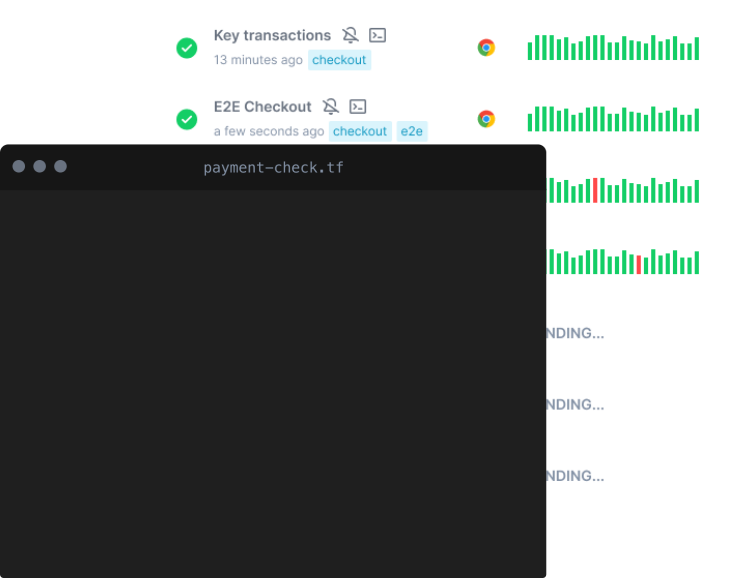 Key transactions
13 minutes ago checkout
E2E Checkout
a few seconds ago checkout e2e
payment-check.tf
NDING...
NDING...
NDING...